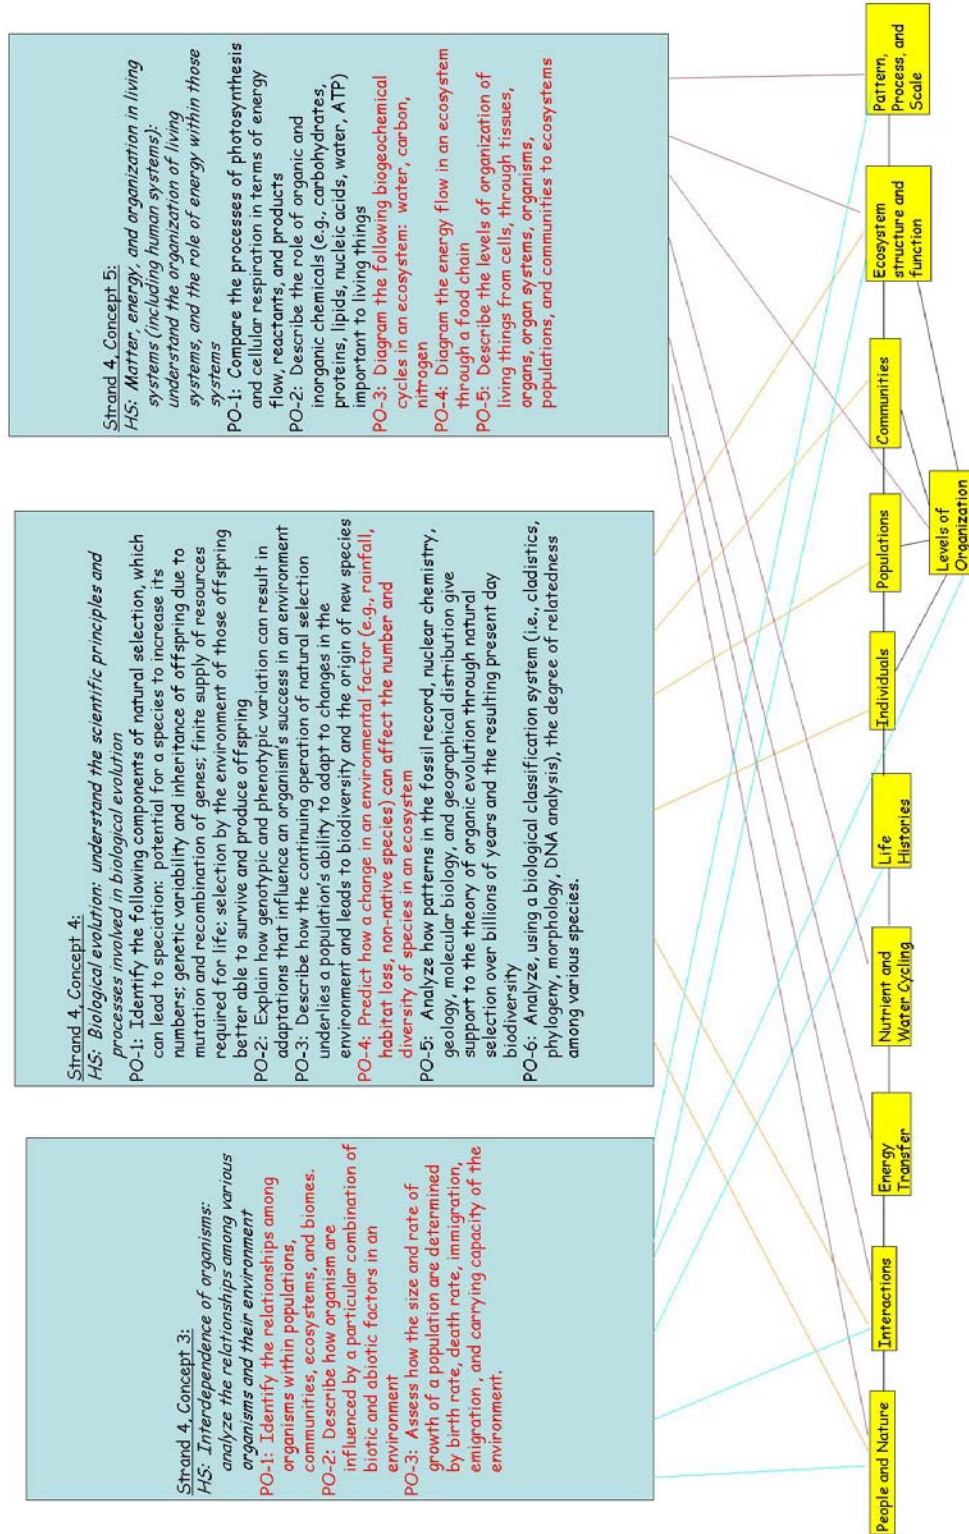 Strand 4, Concept 3:
HS: Interdependence of organisms:
analyze the relationships among various
organisms and their environment
PO-1: Identify the relationships among
organisms within populations,
communities, ecosystems, and biomes.
PO-2: Describe how organism are
influenced by a particular combination of
biotic and abiotic factors in an
environment
PO-3: Assess how the size and rate of
growth of a population are determined
by birth rate, death rate, immigration,
emigration , and carrying capacity of the
environment.
Strand 4, Concept 4:
HS: Biological evolution: understand the scientific principles and
processes involved in biological evolution
PO-1: Identify the following components of natural selection, which
can lead to speciation: potential for a species to increase its
numbers; genetic variability and inheritance of offspring due to
mutation and recombination of genes; finite supply of resources
required for life; selection by the environment of those offspring
better able to survive and produce offspring
PO-2: Explain how genotypic and phenotypic variation can result in
adaptations that influence an organism's success in an environment
PO-3: Describe how the continuing operation of natural selection
underlies a population's ability to adapt to changes in the
environment and leads to biodiversity and the origin of new species
PO-4: Predict how a change in an environmental factor (e.g., rainfall,
habitat loss, non-native species) can affect the number and
diversity of species in an ecosystem
PO-5: Analyze how patterns in the fossil record, nuclear chemistry,
geology, molecular biology, and geographical distribution give
support to the theory of organic evolution through natural
selection over billions of years and the resulting present day
biodiversity
PO-6: Analyze, using a biological classification system (i.e., cladistics,
phylogeny, morphology, DNA analysis), the degree of relatedness
among various species.
Strand 4, Concept 5:
HS: Matter, energy, and organization in living
systems (including human systems):
understand the organization of living
systems, and the role of energy within those
systems
PO-1: Compare the processes of photosynthesis
and cellular respiration in terms of energy
flow, reactants, and products
PO-2: Describe the role of organic and
inorganic chemicals (e.g., carbohydrates,
proteins, lipids, nucleic acids, water, ATP)
important to living things
PO-3: Diagram the following biogeochemical
cycles in an ecosystem: water, carbon,
nitrogen
PO-4: Diagram the energy flow in an ecosystem
through a food chain
PO-5: Describe the levels of organization of
living things from cells, through tissues,
organs, organ systems, organisms,
populations, and communities to ecosystems
People and Nature
Interactions
Energy
Transfer
Nutrient and
Water Cycling
Life
Histories
Individuals
Populations
Communities
Ecosystem
structure and
function
Pattern,
Process, and
Scale
Levels of
Organization